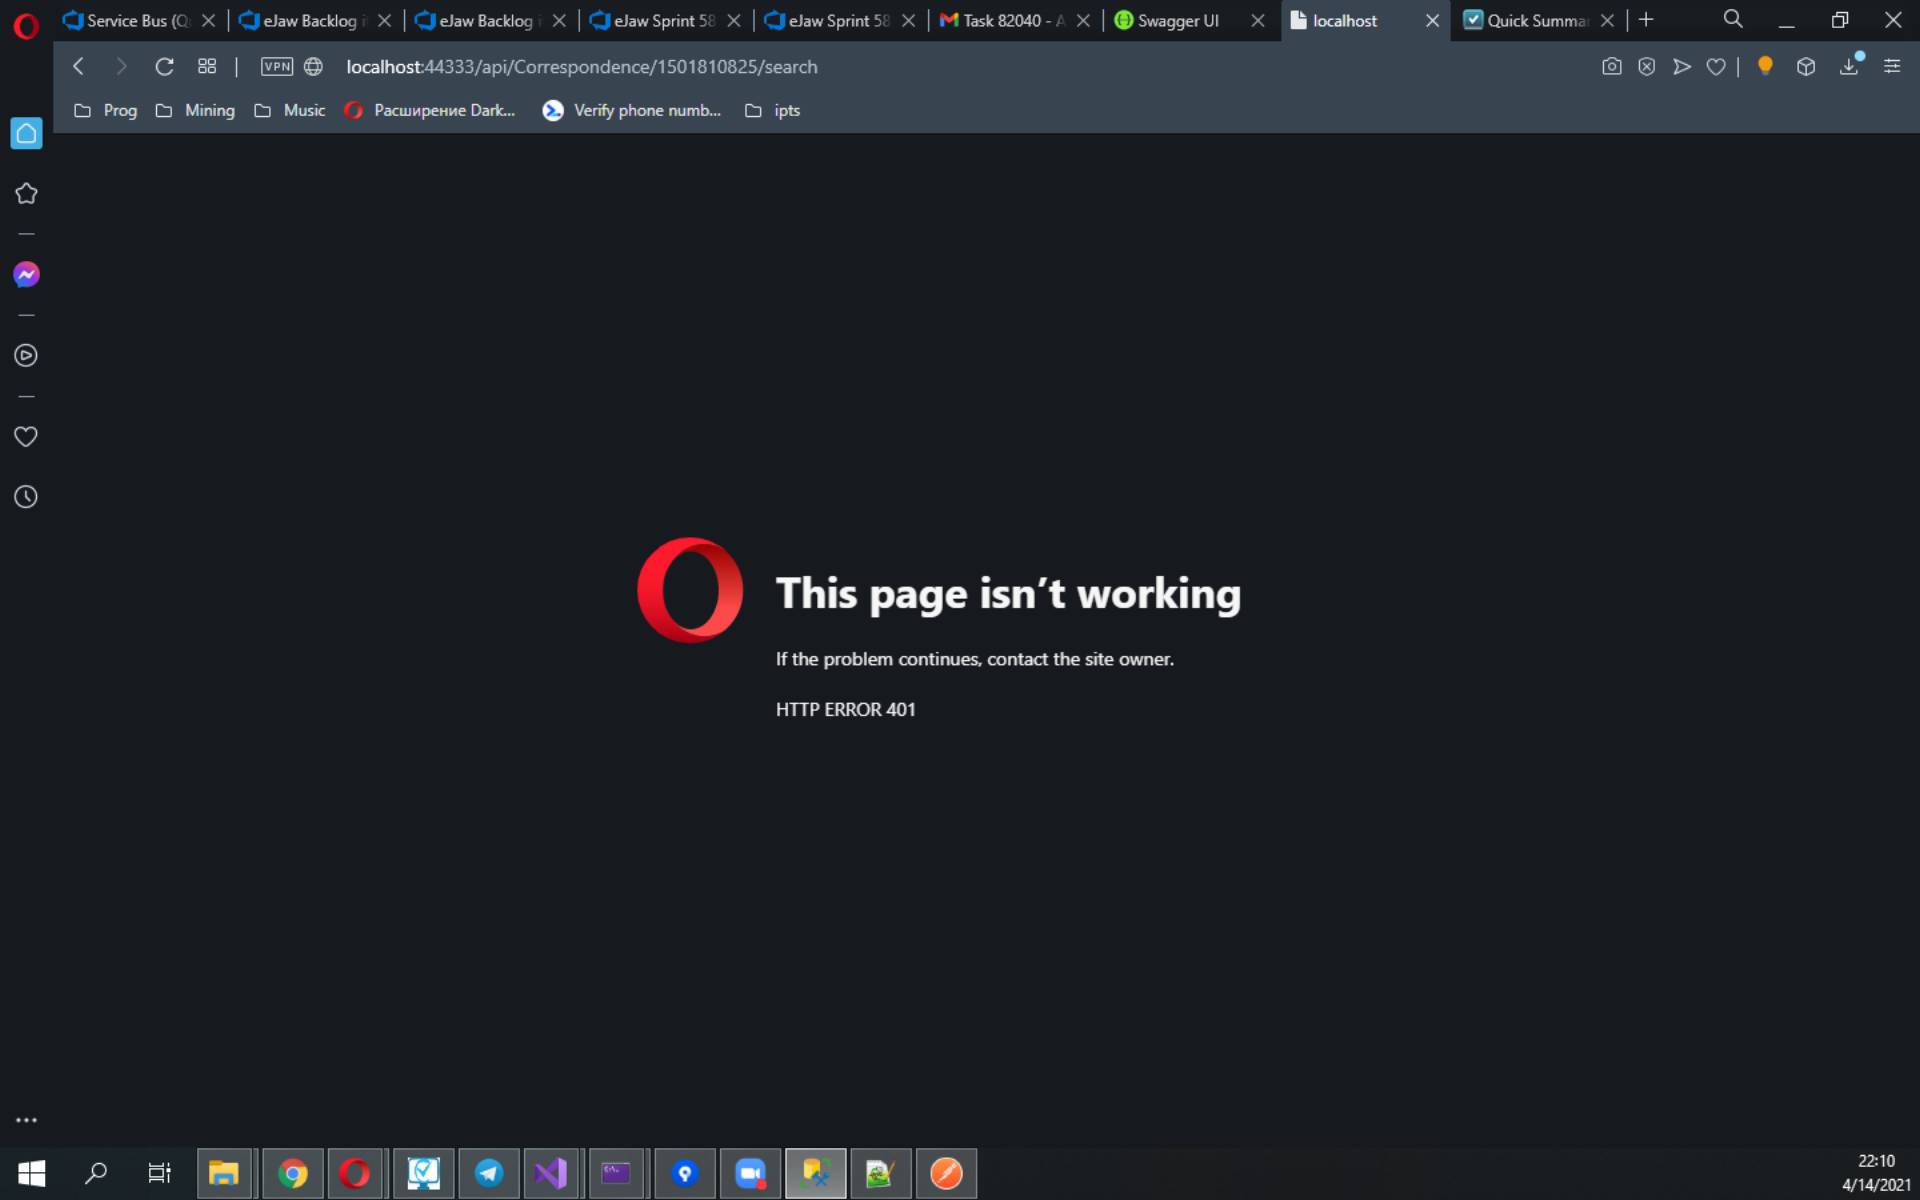 Service Bus (Q
eJaw Backlog i
eJaw Backlog i
eJaw Sprint 58
eJaw Sprint 58
Task 82040 - A
Swagger UI
localhost
Quick Summar
VPN
localhost:44333/api/Correspondence/1501810825/search
Prog
Mining
Music
Расширение Dark...
Verify phone numb...
ipts
This page isn’t working
If the problem continues, contact the site owner.
HTTP ERROR 401
22:10
4/14/2021